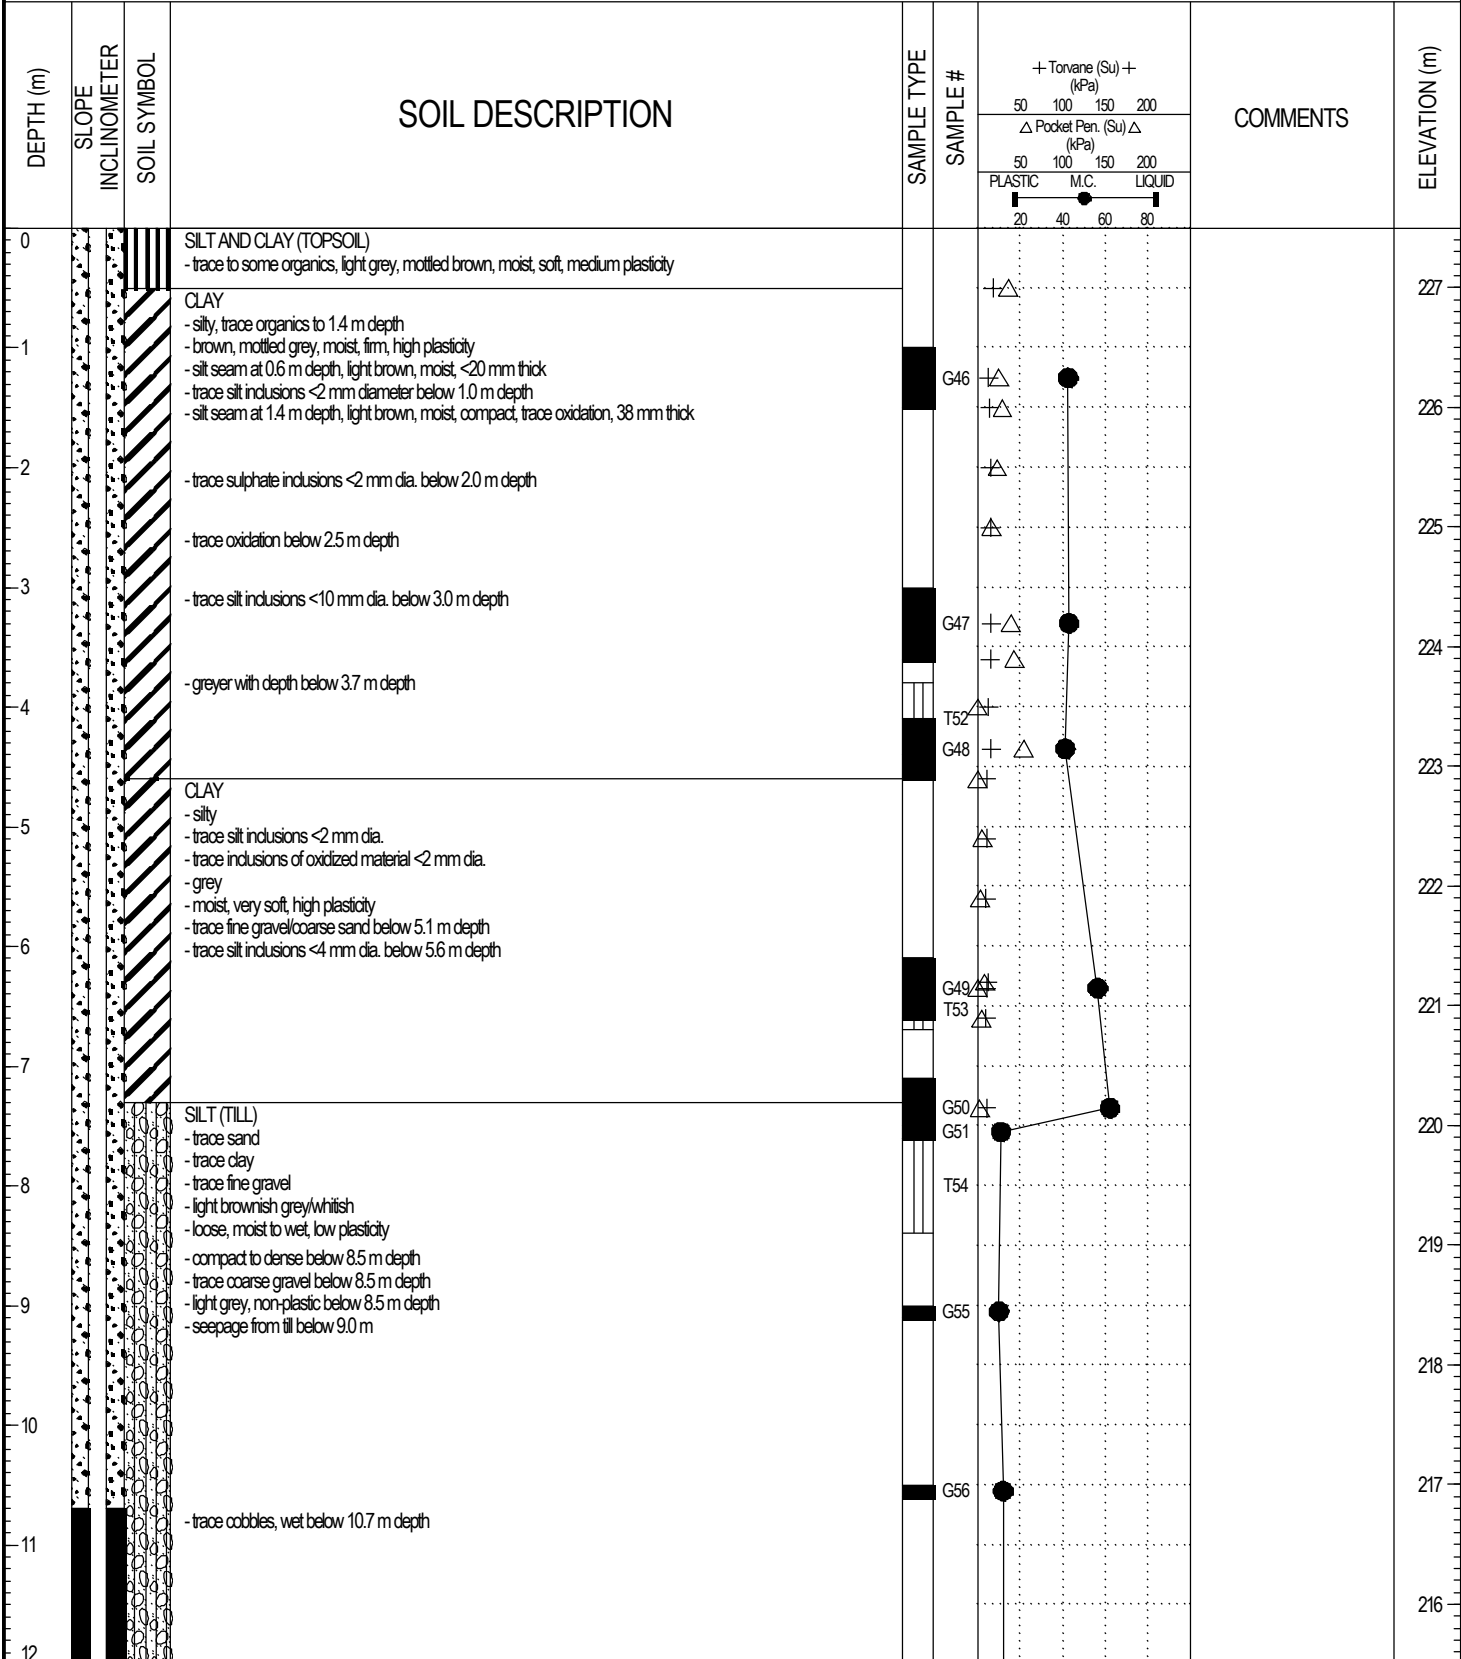 DEPTH (m)
SLOPE
INCLINOMETER
SOIL SYMBOL
SOIL DESCRIPTION
SAMPLE TYPE
SAMPLE #
+ Torvane (Su) +
(kPa)
50 100 150 200
△ Pocket Pen. (Su) △
(kPa)
50 100 150 200
PLASTIC M.C. LIQUID
20 40 60 80
COMMENTS
ELEVATION (m)
0
SILT AND CLAY (TOPSOIL)
- trace to some organics, light grey, mottled brown, moist, soft, medium plasticity
227
CLAY
- silty, trace organics to 1.4 m depth
1
- brown, mottled grey, moist, firm, high plasticity
- silt seam at 0.6 m depth, light brown, moist, <20 mm thick
G46
- trace silt inclusions <2 mm diameter below 1.0 m depth
226
- silt seam at 1.4 m depth, light brown, moist, compact, trace oxidation, 38 mm thick
2
- trace sulphate inclusions <2 mm dia. below 2.0 m depth
225
- trace oxidation below 2.5 m depth
3
- trace silt inclusions <10 mm dia. below 3.0 m depth
G47
224
- greyer with depth below 3.7 m depth
4
T52
G48
223
CLAY
- silty
5
- trace silt inclusions <2 mm dia.
- trace inclusions of oxidized material <2 mm dia.
- grey
222
- moist, very soft, high plasticity
- trace fine gravel/coarse sand below 5.1 m depth
6
- trace silt inclusions <4 mm dia. below 5.6 m depth
G49
T53
221
7
G50
SILT (TILL)
220
G51
- trace sand
- trace clay
8
- trace fine gravel
T54
- light brownish grey/whitish
- loose, moist to wet, low plasticity
219
- compact to dense below 8.5 m depth
- trace coarse gravel below 8.5 m depth
9
- light grey, non-plastic below 8.5 m depth
G55
- seepage from till below 9.0 m
218
10
217
G56
- trace cobbles, wet below 10.7 m depth
11
216
12